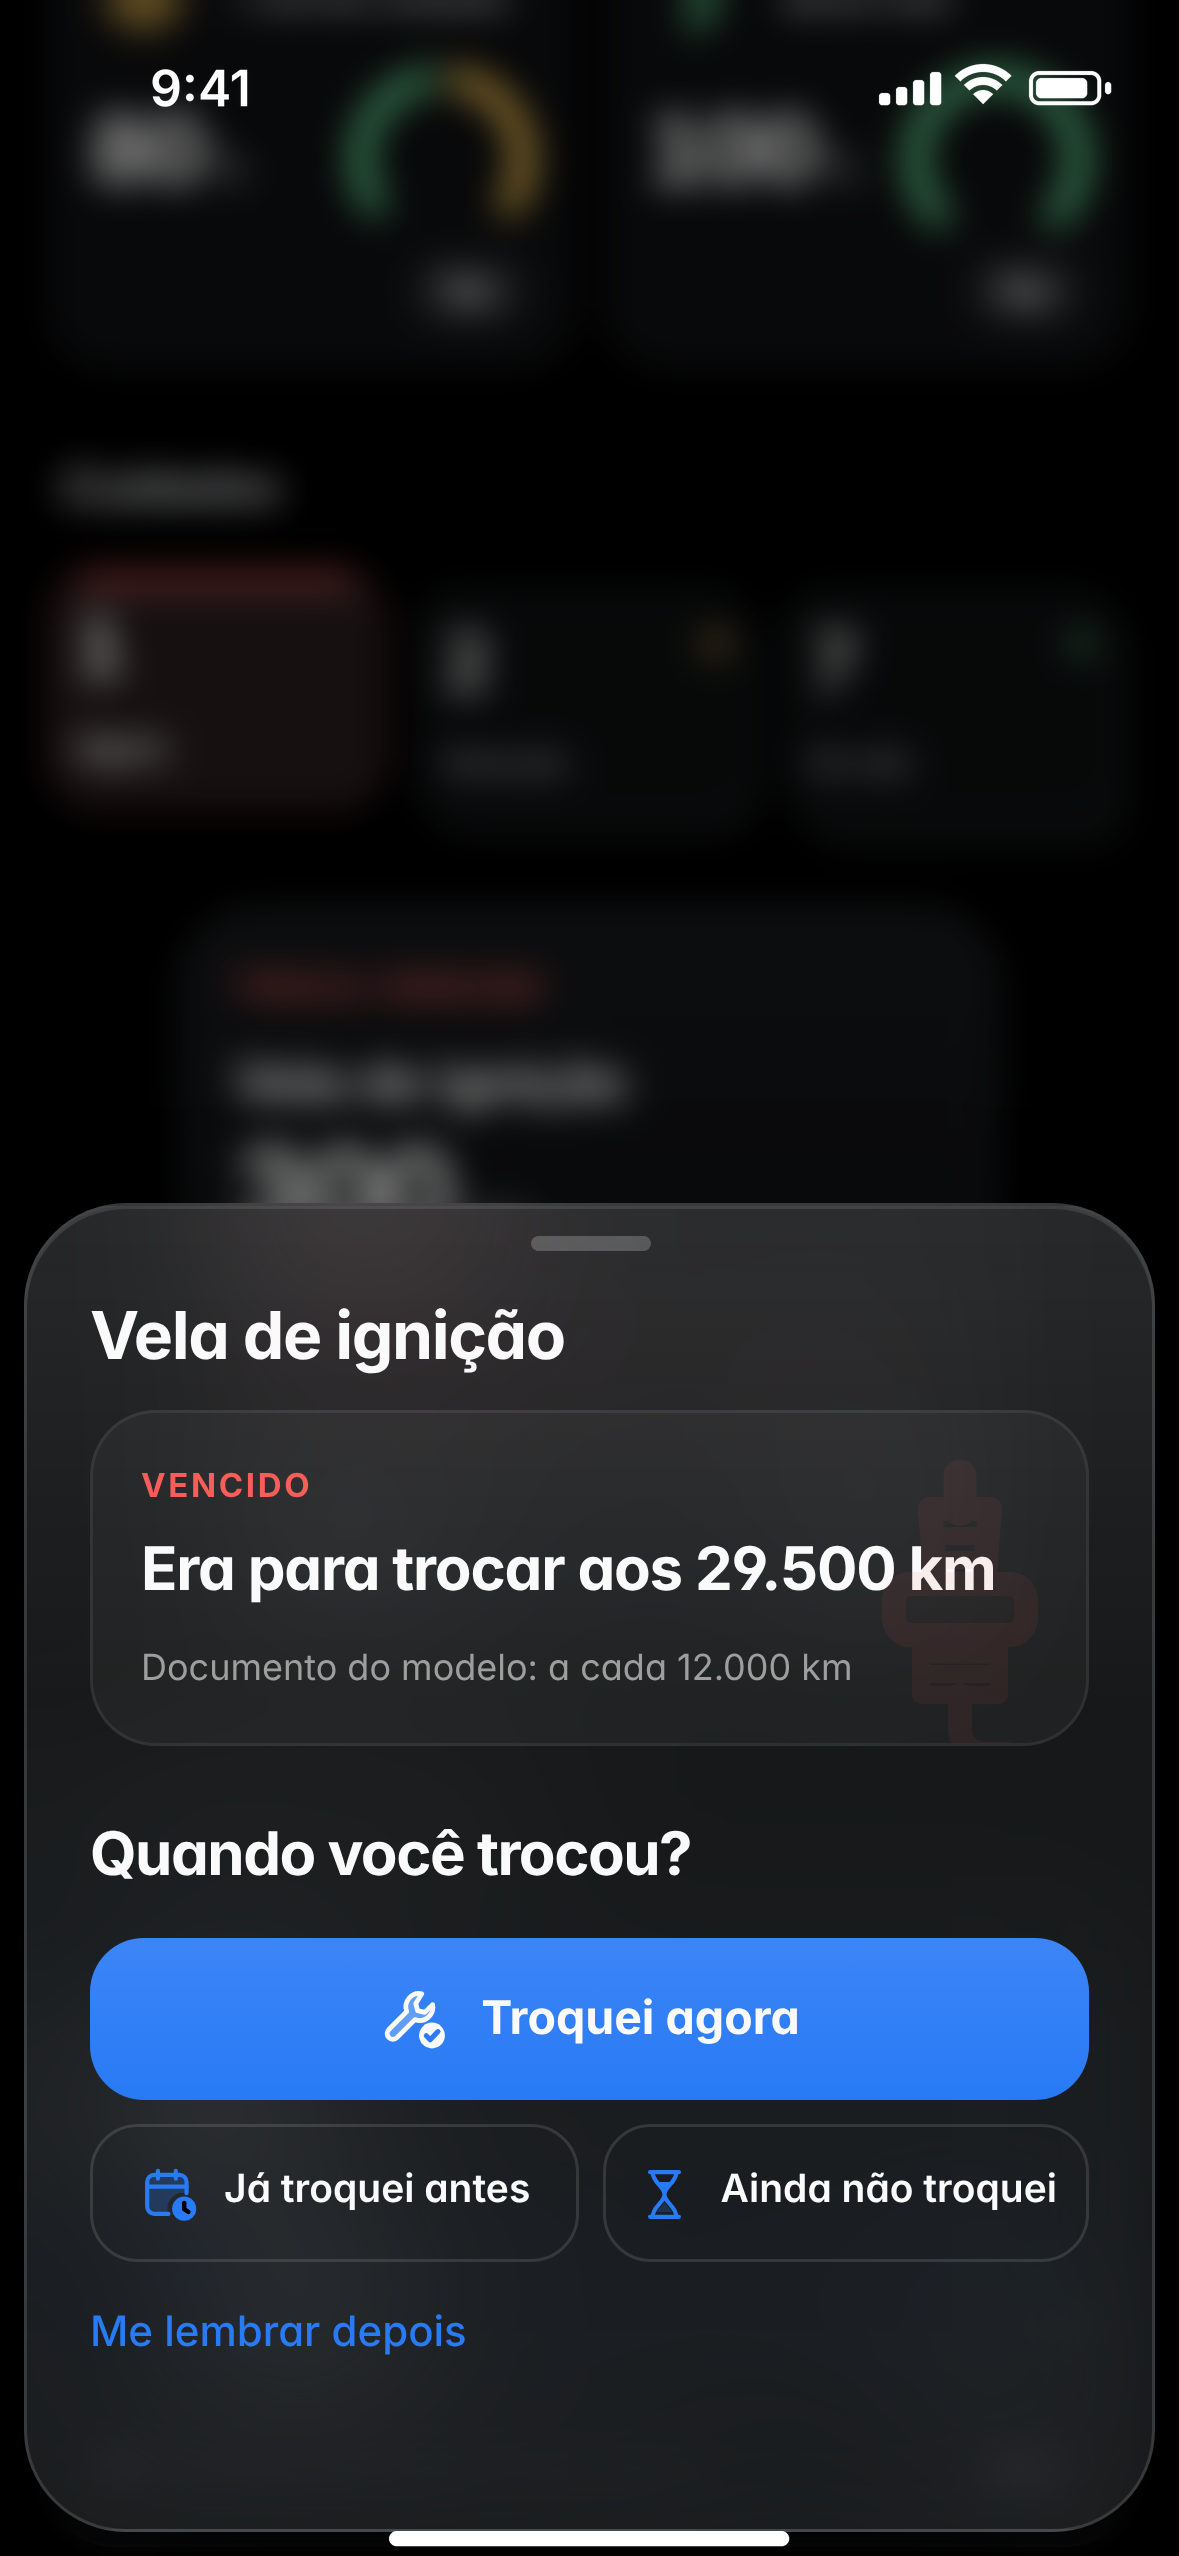 9:41
Vela de ignição
VENCIDO
Era para trocar aos 29.500 km
Documento do modelo: a cada 12.000 km
Quando você trocou?
Troquei agora
Já troquei antes
Ainda não troquei
Me lembrar depois